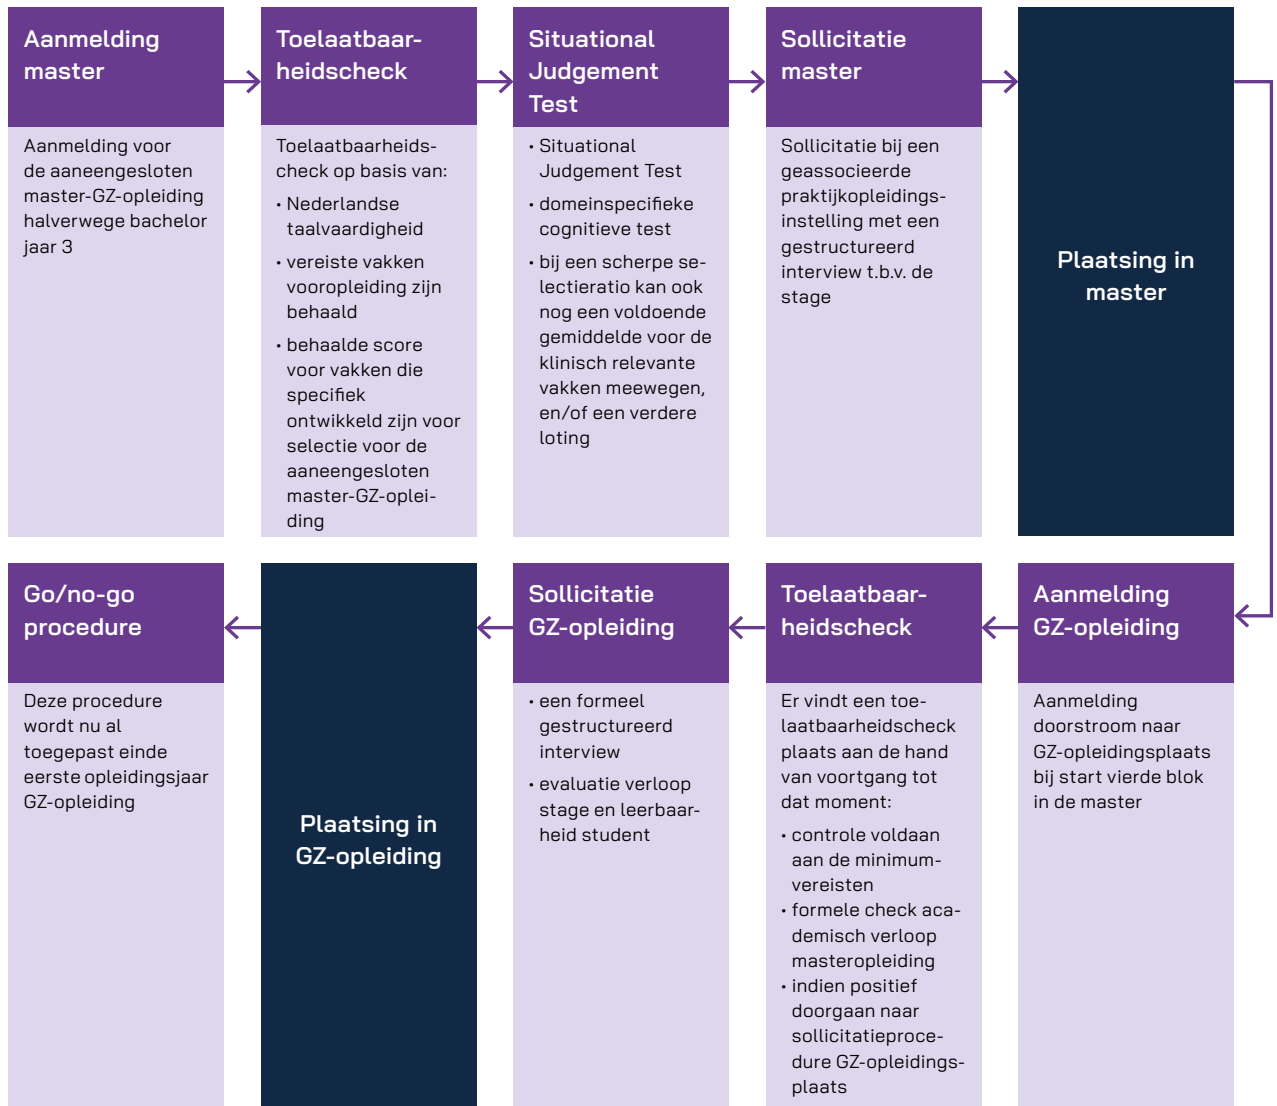 Aanmelding
master
Aanmelding voor
de aaneengesloten
master-GZ-opleiding
halverwege bachelor
jaar 3
Toelaatbaar-
heidscheck
Toelaatbaarheids-
check op basis van:
• Nederlandse
taalvaardigheid
• vereiste vakken
vooropleiding zijn
behaald
• behaalde score
voor vakken die
specifiek
ontwikkeld zijn voor
selectie voor de
aaneengesloten
master-GZ-oplei-
ding
Situational
Judgement
Test
• Situational
Judgement Test
• domeinspecifieke
cognitieve test
• bij een scherpe se-
lectieratio kan ook
nog een voldoende
gemiddelde voor de
klinisch relevante
vakken meewegen,
en/of een verdere
loting
Sollicitatie
master
Sollicitatie bij een
geassocieerde
praktijkopleidings-
instelling met een
gestructureerd
interview t.b.v. de
stage
Plaatsing in
master
Aanmelding
GZ-opleiding
Aanmelding
doorstroom naar
GZ-opleidingsplaats
bij start vierde blok
in de master
Toelaatbaar-
heidscheck
Er vindt een toe-
laatbaarheidscheck
plaats aan de hand
van voortgang tot
dat moment:
• controle voldaan
aan de minimum-
vereisten
• formele check aca-
demisch verloop
masteropleiding
• indien positief
doorgaan naar
sollicitatieproce-
dure GZ-opleidings-
plaats
Sollicitatie
GZ-opleiding
• een formeel
gestructureerd
interview
• evaluatie verloop
stage en leerbaar-
heid student
Plaatsing in
GZ-opleiding
Go/no-go
procedure
Deze procedure
wordt nu al
toegepast einde
eerste opleidingsjaar
GZ-opleiding